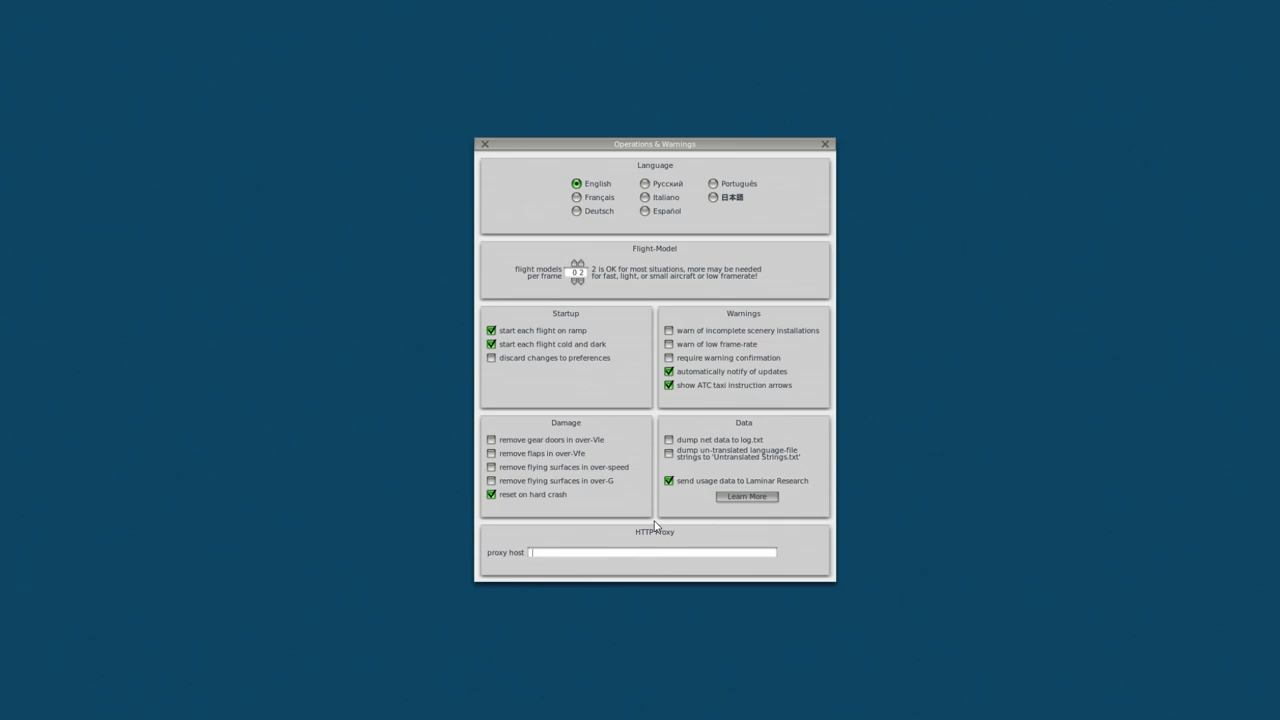 Operations & Warnings
Language
English
Русский
Português
Français
Italiano
日本語
Deutsch
Español
Flight-Model
flight models
per frame
0 2
2 is OK for most situations, more may be needed
for fast, light, or small aircraft or low framerate!
Startup
start each flight on ramp
start each flight cold and dark
discard changes to preferences
Warnings
warn of incomplete scenery installations
warn of low frame-rate
require warning confirmation
automatically notify of updates
show ATC taxi instruction arrows
Damage
remove gear doors in over-Vle
remove flaps in over-Vfe
remove flying surfaces in over-speed
remove flying surfaces in over-G
reset on hard crash
Data
dump net data to log.txt
dump un-translated language-file
strings to 'Untranslated Strings.txt'
send usage data to Laminar Research
Learn More
HTTP Proxy
proxy host